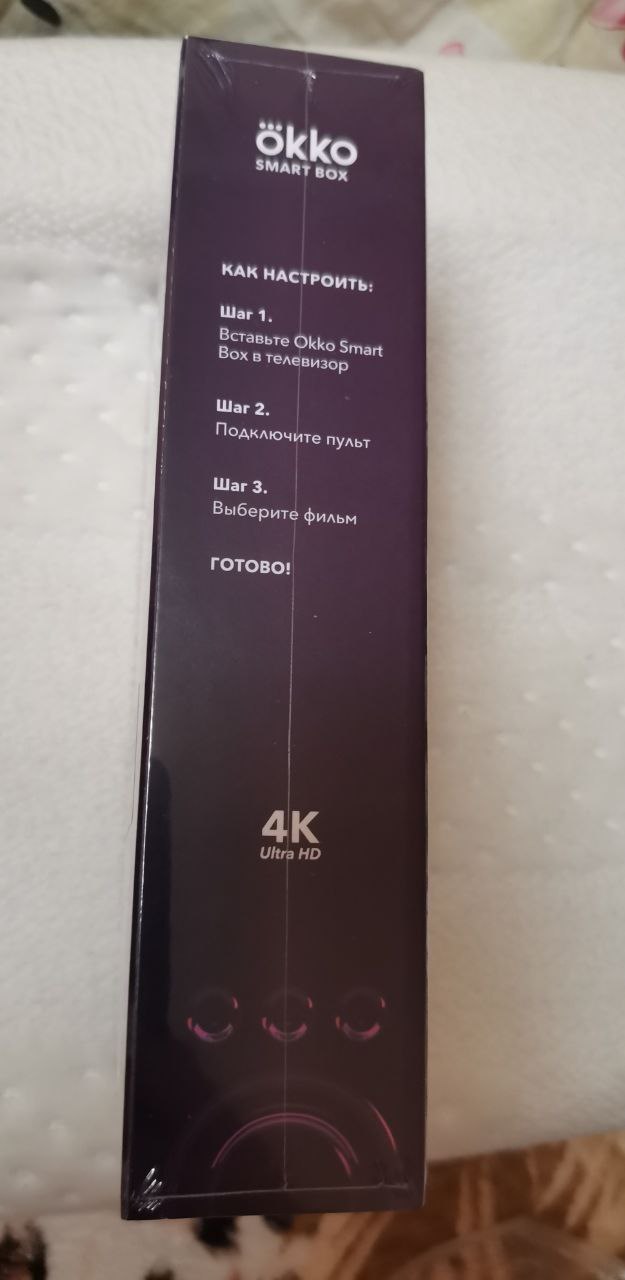 okko
SMART BOX
КАК НАСТРОИТЬ:
Шаг 1.
Вставьте Okko Smart
Box в телевизор
Шаг 2.
Подключите пульт
Шаг 3.
Выберите фильм
ГОТОВО!
4K
Ultra HD